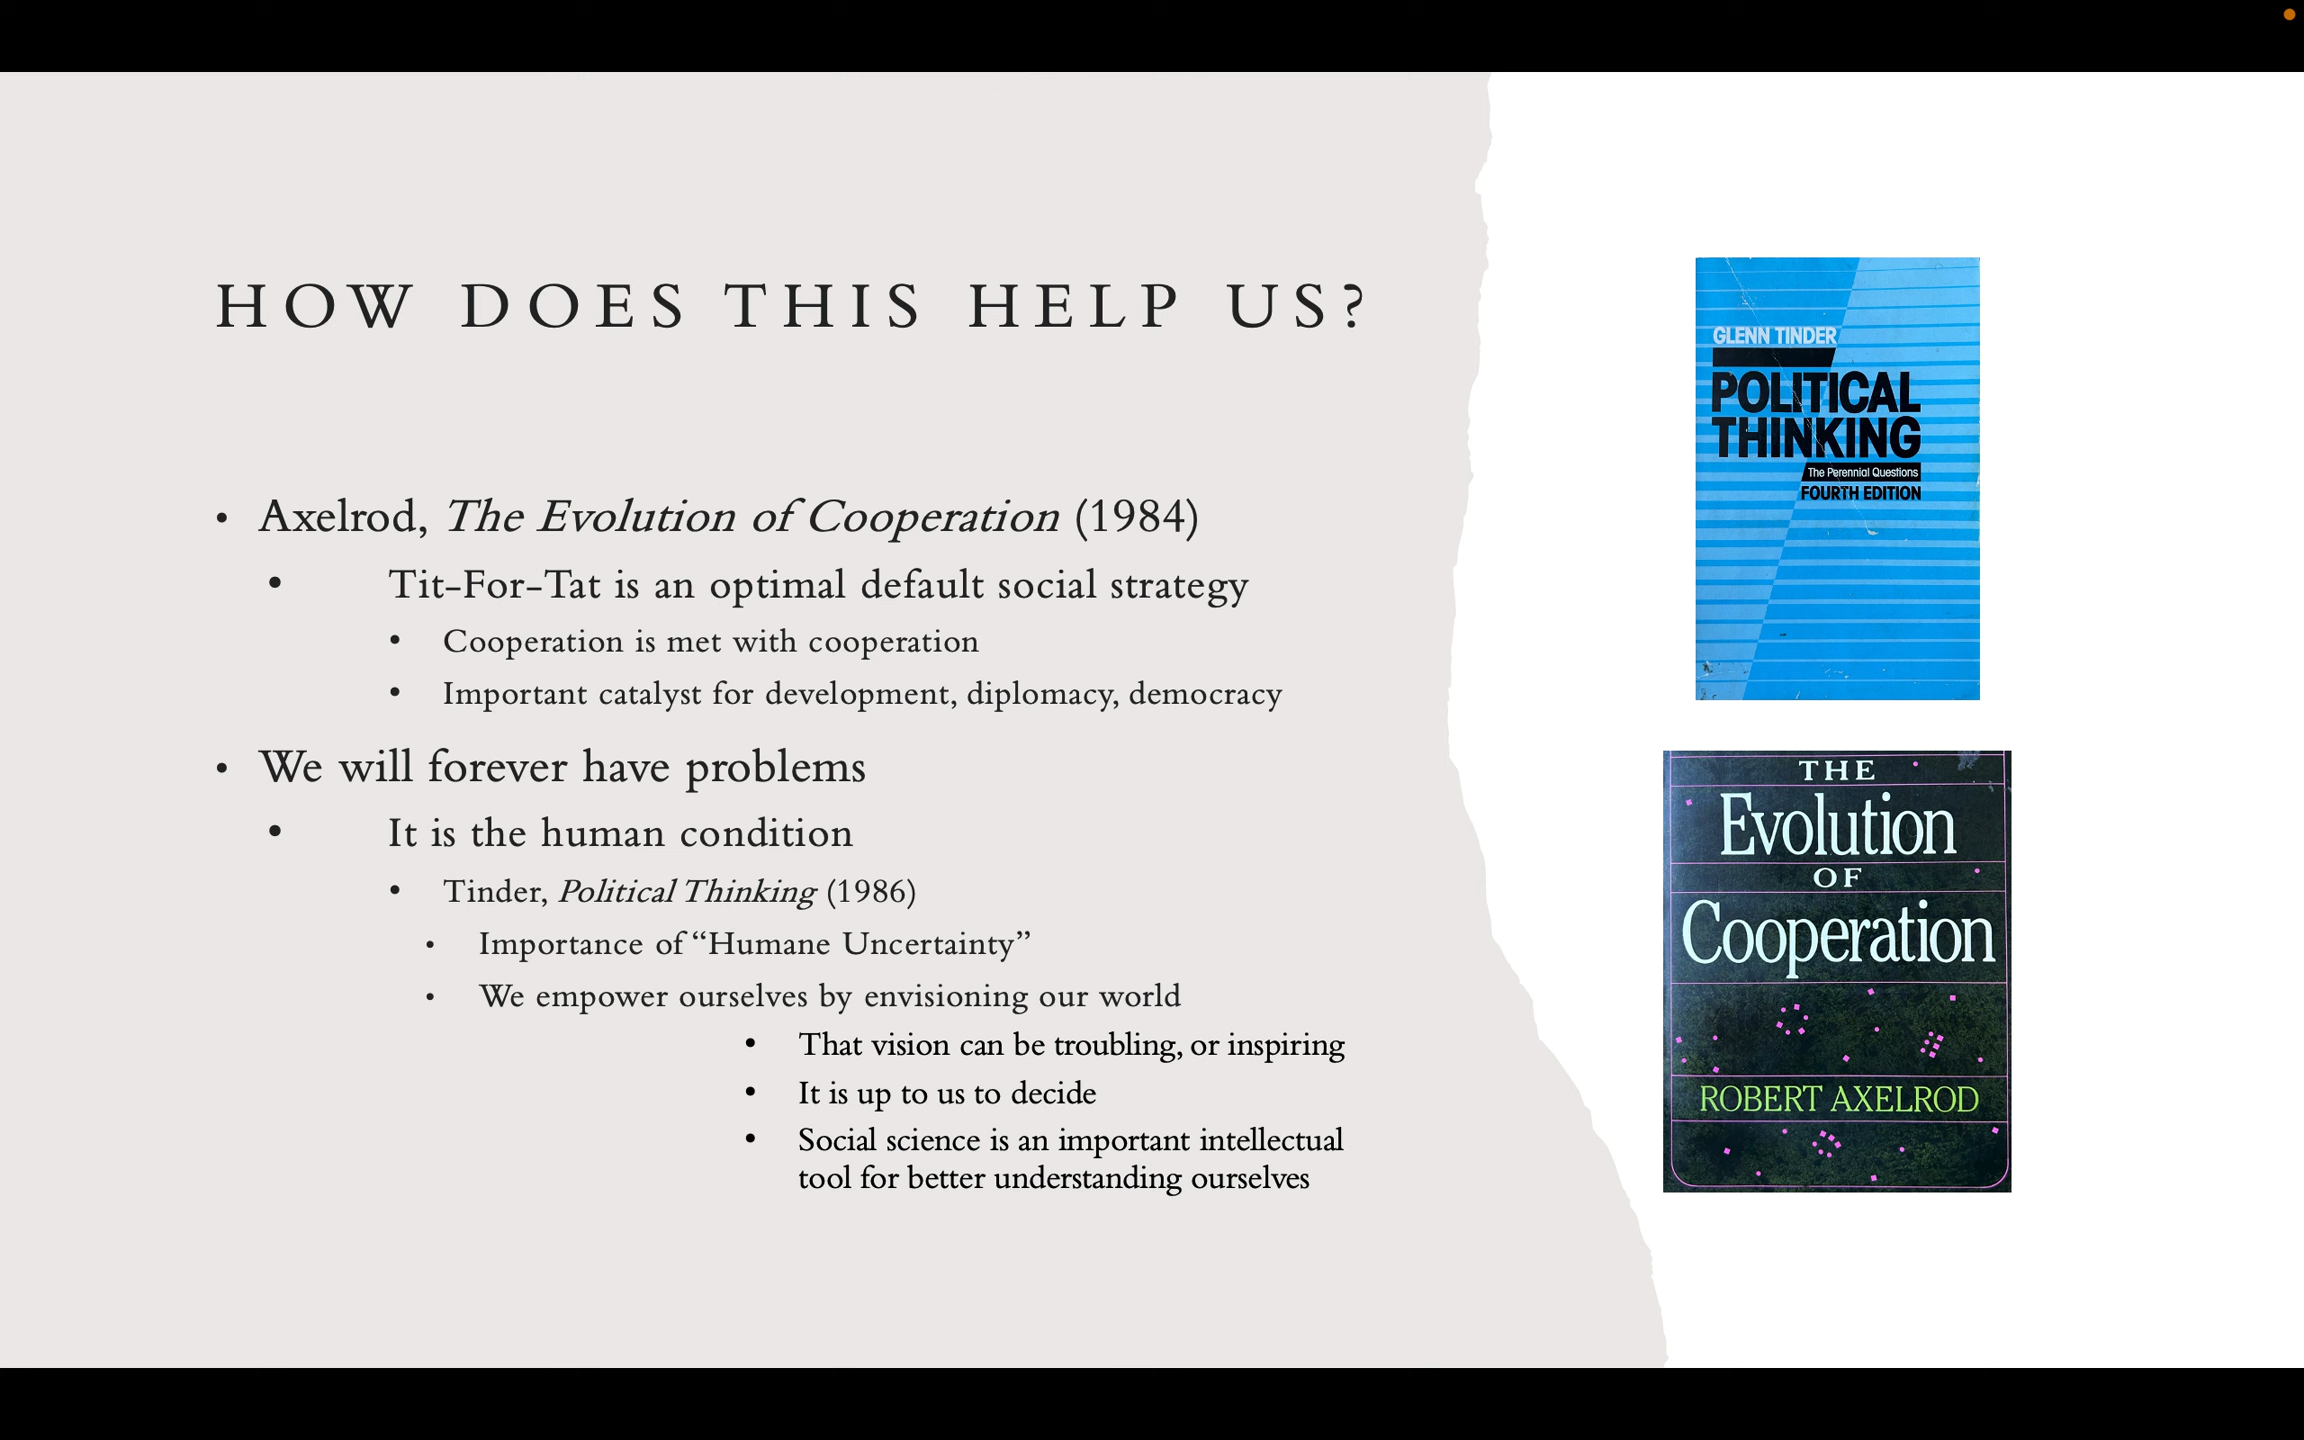 HOW DOES THIS HELP US?
• Axelrod, The Evolution of Cooperation (1984)
• Tit-For-Tat is an optimal default social strategy
• Cooperation is met with cooperation
• Important catalyst for development, diplomacy, democracy
• We will forever have problems
• It is the human condition
• Tinder, Political Thinking (1986)
• Importance of “Humane Uncertainty”
• We empower ourselves by envisioning our world
• That vision can be troubling, or inspiring
• It is up to us to decide
• Social science is an important intellectual
tool for better understanding ourselves
GLENN TINDER
POLITICAL
THINKING
The Perennial Questions
FOURTH EDITION
THE
Evolution
OF
Cooperation
ROBERT AXELROD